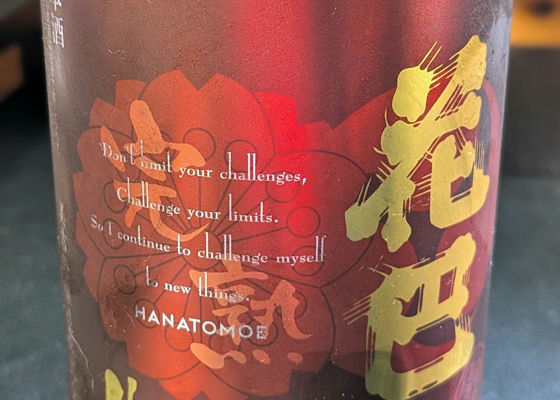 花巴
完熟
Don't limit your challenges,
Challenge your limits.
So I continue to challenge myself
to new things.
HANATOMOE